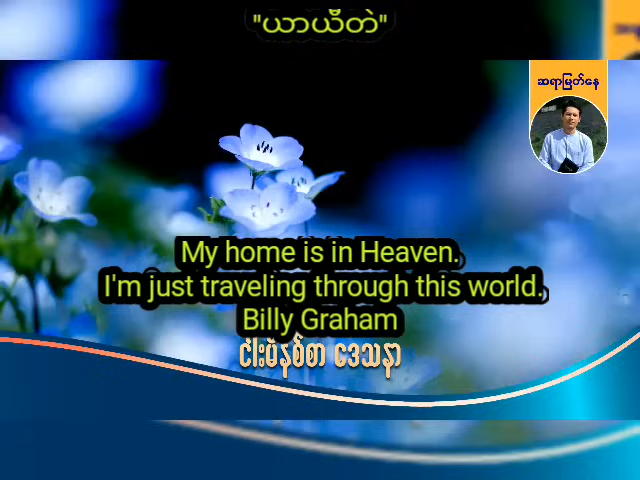 "ယာယီတဲ"
ဆရာမြတ်နေ
My home is in Heaven.
I'm just traveling through this world.
Billy Graham
ငါးမိနစ်စာ ဒေသနာ